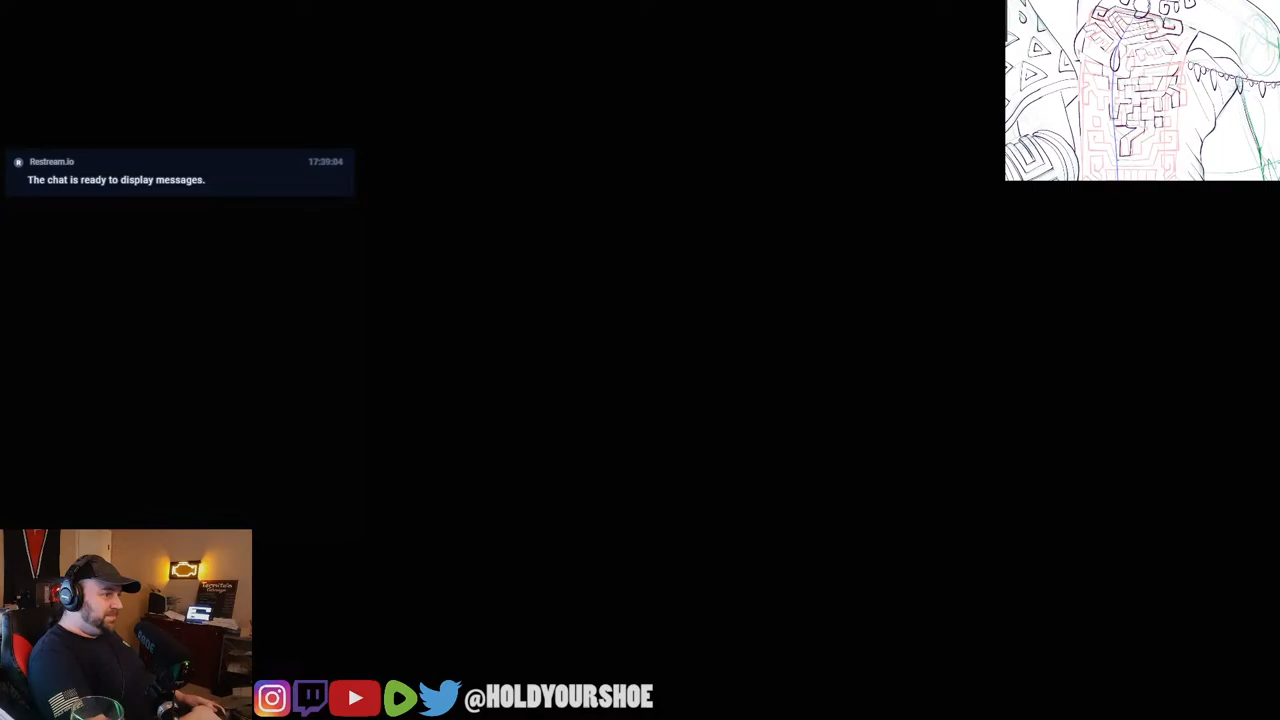 Restream.io 17:39:04
The chat is ready to display messages.
@HOLDYOURSHOE